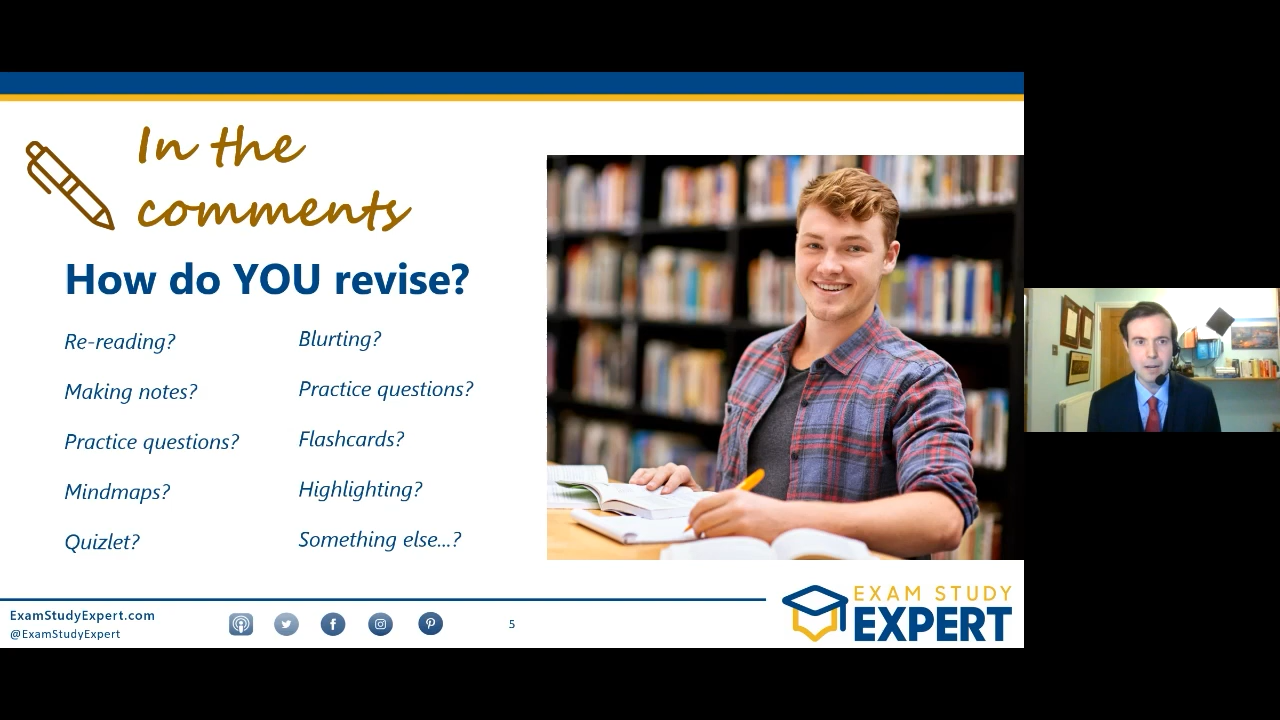 In the
comments
How do YOU revise?
Re-reading?
Making notes?
Practice questions?
Mindmaps?
Quizlet?
Blurting?
Practice questions?
Flashcards?
Highlighting?
Something else...?
ExamStudyExpert.com
@ExamStudyExpert
5
EXAM STUDY
EXPERT